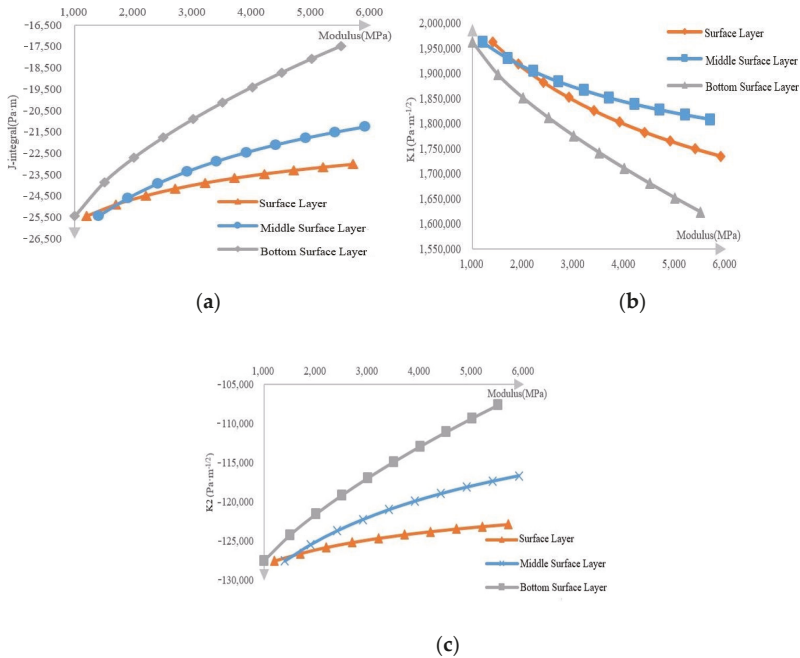 1,000 2,000 3,000 4,000 5,000 6,000
Modulus(MPa)
-16,500
-17,500
-18,500
-19,500
-20,500
-21,500
-22,500
-23,500
-24,500
-25,500
-26,500
J-integral(Pa·m)
Surface Layer
Middle Surface Layer
Bottom Surface Layer
(a)
2,000,000
1,950,000
1,900,000
1,850,000
1,800,000
1,750,000
1,700,000
1,650,000
1,600,000
1,550,000
K1(Pa·m-1/2)
Surface Layer
Middle Surface Layer
Bottom Surface Layer
Modulus(MPa)
1,000 2,000 3,000 4,000 5,000 6,000
(b)
1,000 2,000 3,000 4,000 5,000 6,000
Modulus(MPa)
-105,000
-110,000
-115,000
-120,000
-125,000
-130,000
K2 (Pa·m-1/2)
Surface Layer
Middle Surface Layer
Bottom Surface Layer
(c)